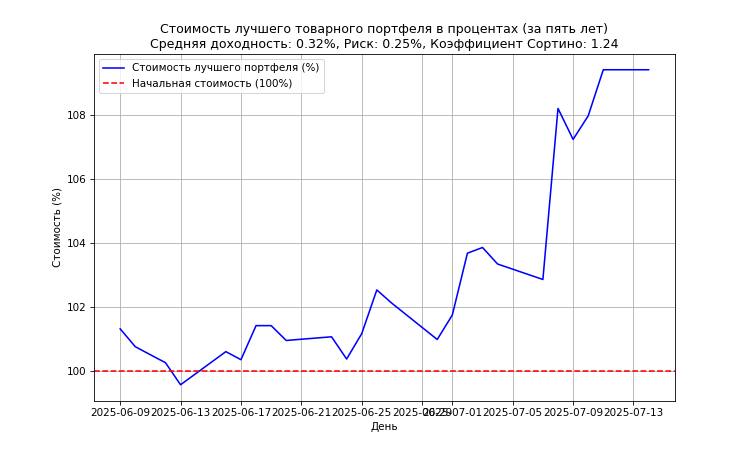 Стоимость лучшего товарного портфеля в процентах (за пять лет)
Средняя доходность: 0.32%, Риск: 0.25%, Коэффициент Сортино: 1.24
Стоимость лучшего портфеля (%)
Начальная стоимость (100%)
Стоимость (%)
108
106
104
102
100
2025-06-09 2025-06-13 2025-06-17 2025-06-21 2025-06-25 2025-06-29 2025-07-01 2025-07-05 2025-07-09 2025-07-13
День